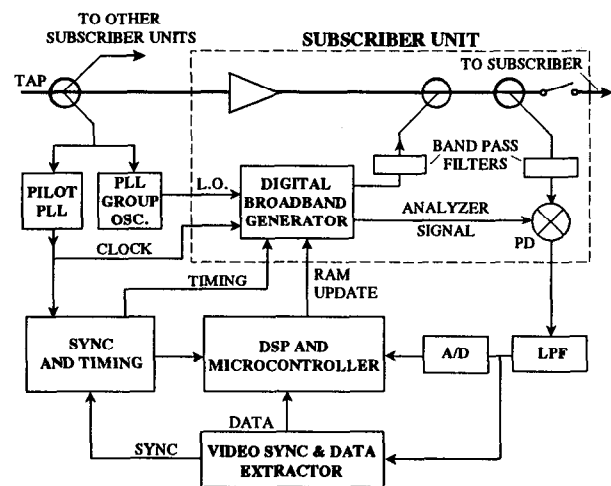 TO OTHER
SUBSCRIBER UNITS
SUBSCRIBER UNIT
TAP
TO SUBSCRIBER
BAND PASS
FILTERS
PILOT
PLL
PLL
GROUP
OSC.
L.O.
DIGITAL
BROADBAND
GENERATOR
ANALYZER
SIGNAL
PD
CLOCK
TIMING
RAM
UPDATE
SYNC
AND TIMING
DSP AND
MICROCONTROLLER
A/D
LPF
DATA
SYNC
VIDEO SYNC & DATA
EXTRACTOR